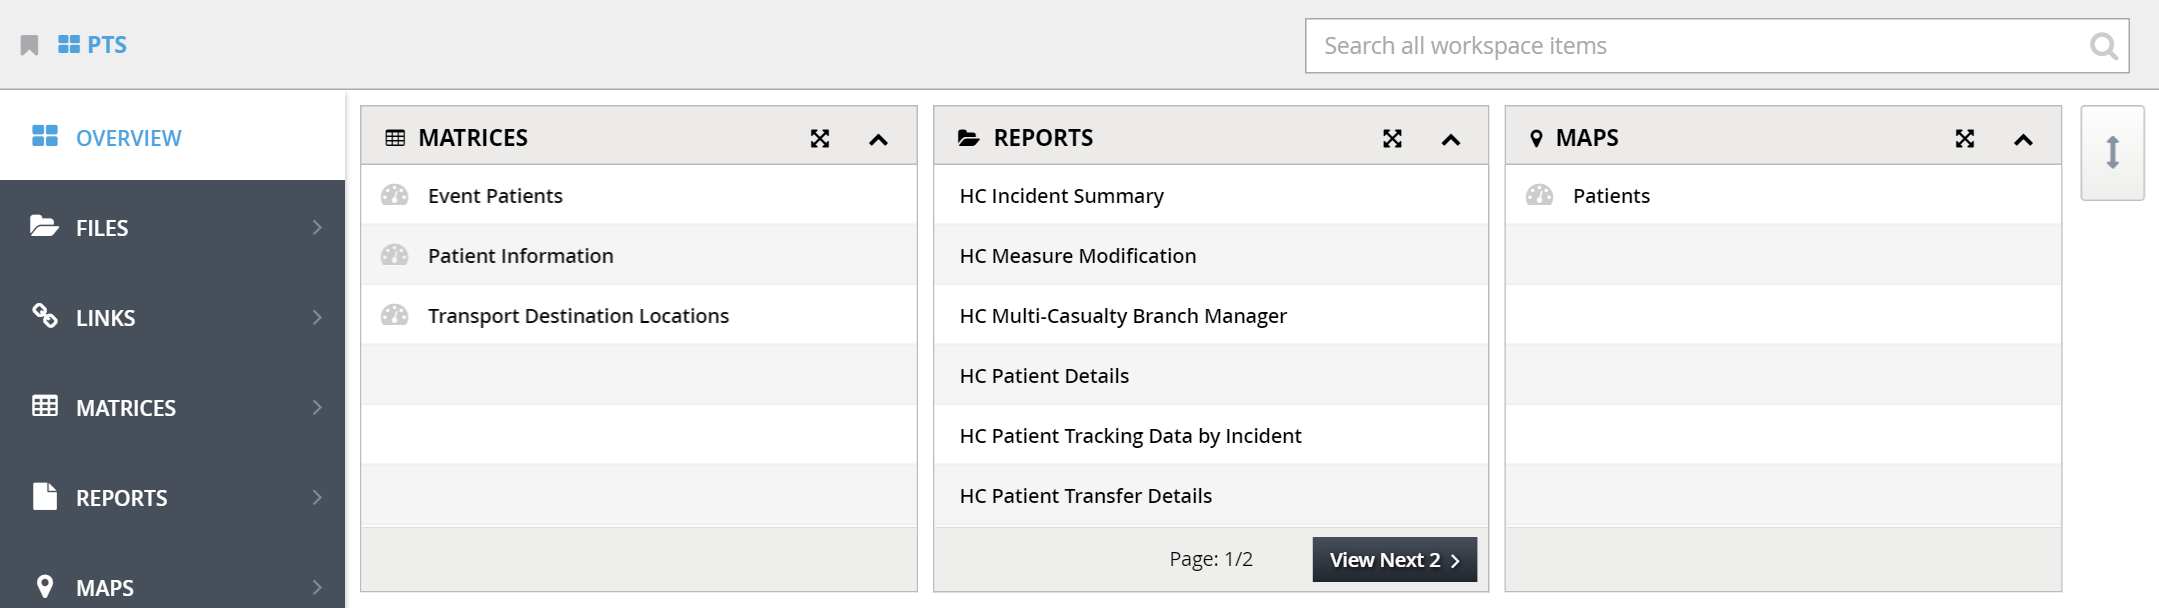 PTS
Search all workspace items
OVERVIEW
FILES
LINKS
MATRICES
REPORTS
MAPS
MATRICES
Event Patients
Patient Information
Transport Destination Locations
REPORTS
HC Incident Summary
HC Measure Modification
HC Multi-Casualty Branch Manager
HC Patient Details
HC Patient Tracking Data by Incident
HC Patient Transfer Details
Page: 1/2
View Next 2
MAPS
Patients